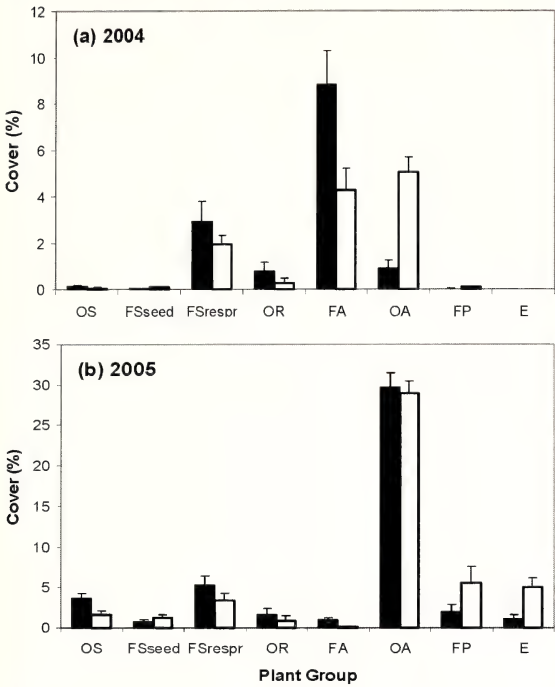 (a) 2004
Cover (%)
12
10
8
6
4
2
0
OS FSseed FSrespr OR FA OA FP E
(b) 2005
Cover (%)
35
30
25
20
15
10
5
0
OS FSseed FSrespr OR FA OA FP E
Plant Group